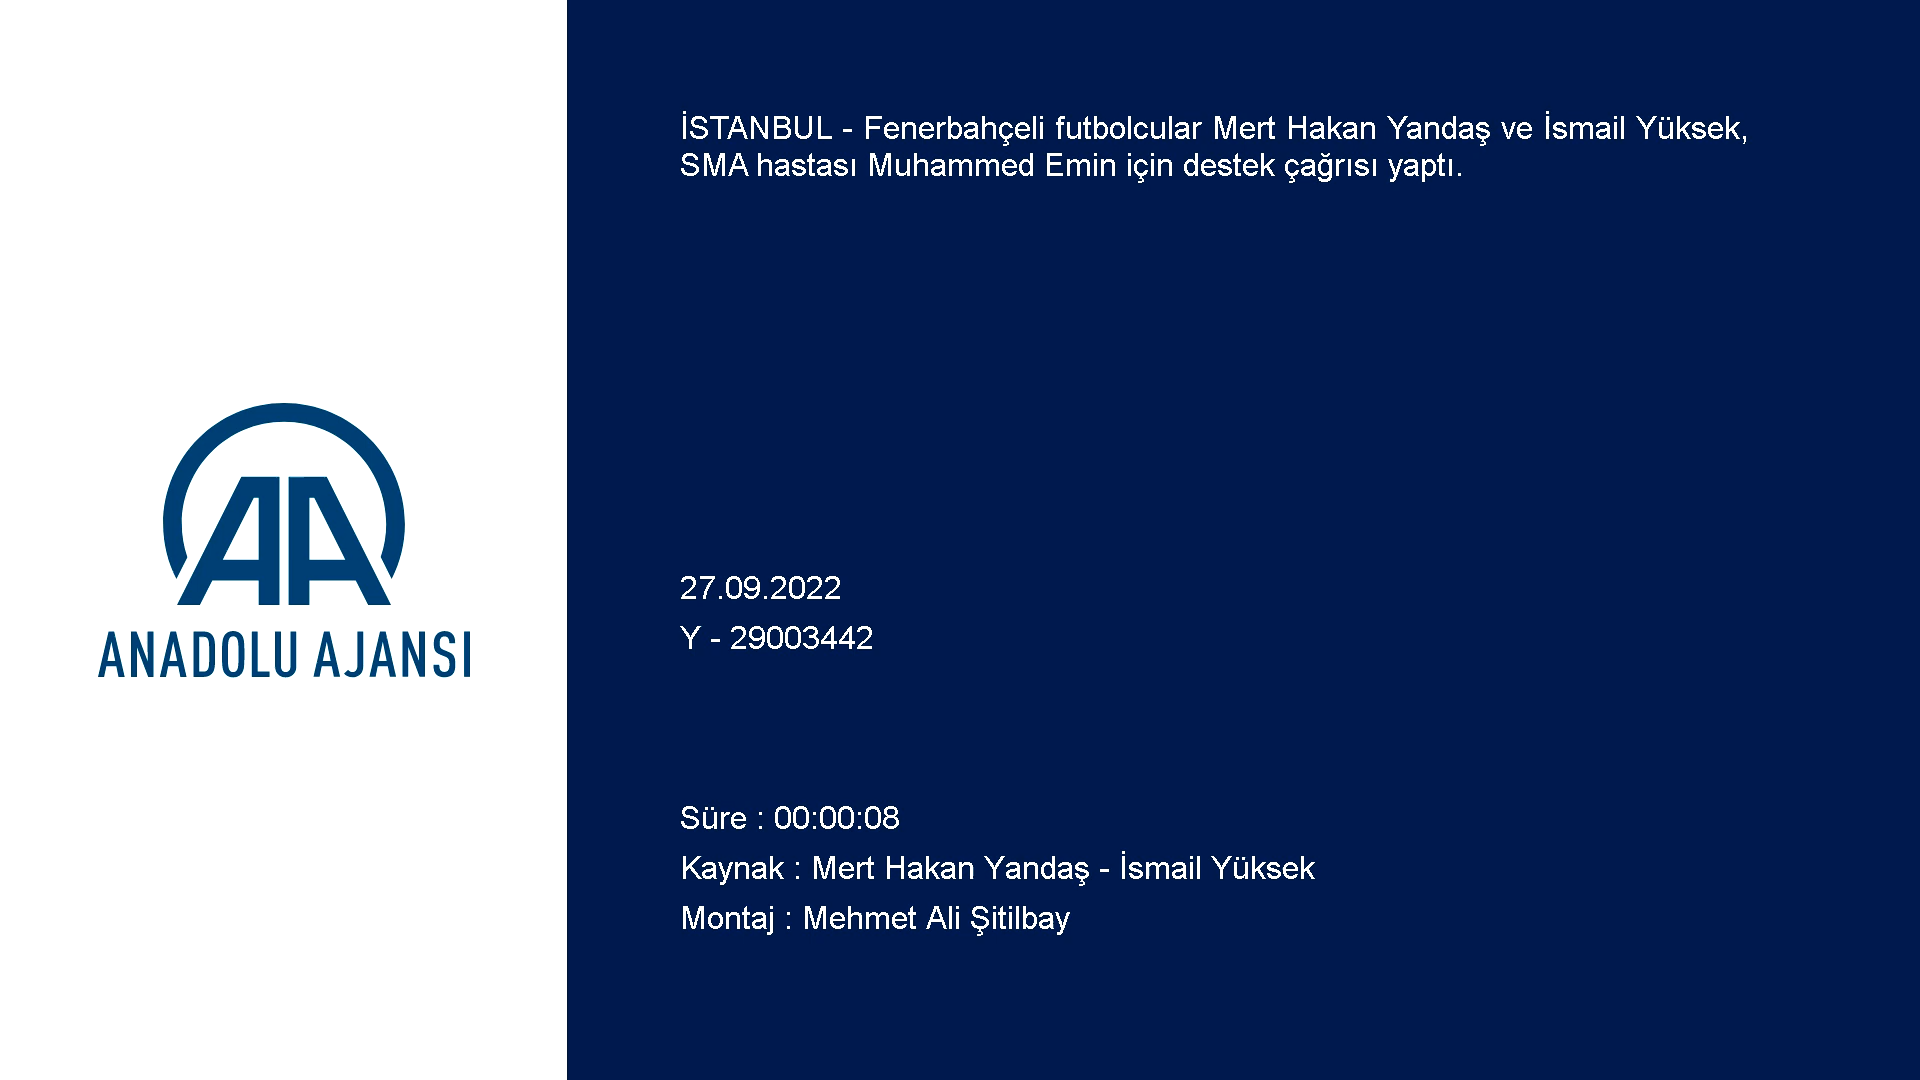 İSTANBUL - Fenerbahçeli futbolcular Mert Hakan Yandaş ve İsmail Yüksek,
SMA hastası Muhammed Emin için destek çağrısı yaptı.
AA
ANADOLU AJANSI
27.09.2022
Y - 29003442
Süre : 00:00:08
Kaynak : Mert Hakan Yandaş - İsmail Yüksek
Montaj : Mehmet Ali Şitilbay